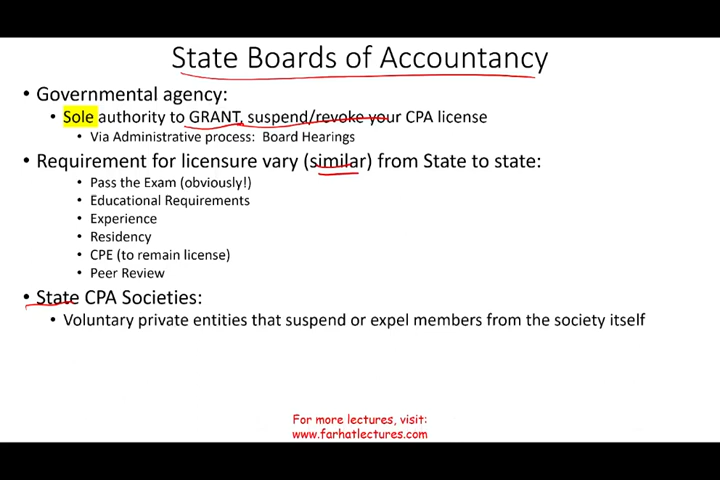 State Boards of Accountancy
• Governmental agency:
• Sole authority to GRANT, suspend/revoke your CPA license
• Via Administrative process: Board Hearings
• Requirement for licensure vary (similar) from State to state:
• Pass the Exam (obviously!)
• Educational Requirements
• Experience
• Residency
• CPE (to remain license)
• Peer Review
• State CPA Societies:
• Voluntary private entities that suspend or expel members from the society itself
For more lectures, visit:
www.farhatlectures.com